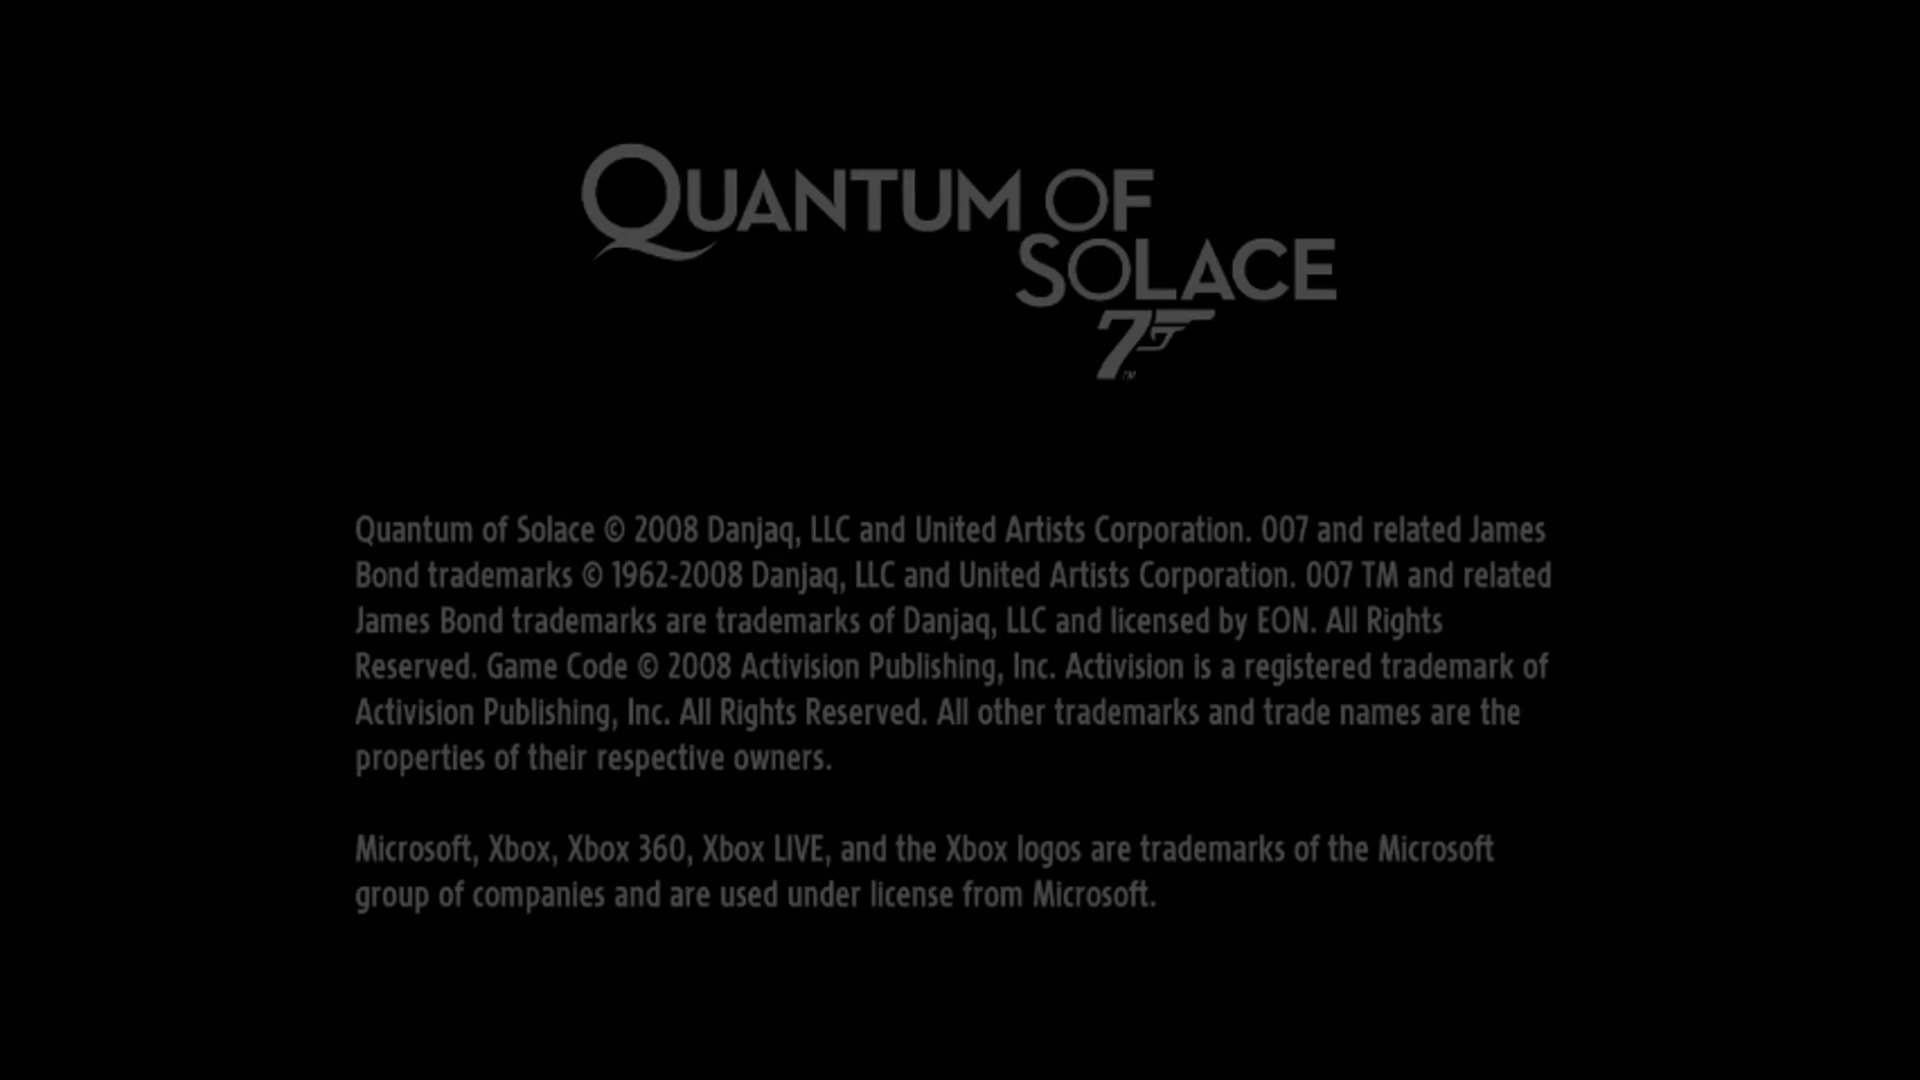 QUANTUM OF
SOLACE
7™
Quantum of Solace © 2008 Danjaq, LLC and United Artists Corporation. 007 and related James
Bond trademarks © 1962-2008 Danjaq, LLC and United Artists Corporation. 007 TM and related
James Bond trademarks are trademarks of Danjaq, LLC and licensed by EON. All Rights
Reserved. Game Code © 2008 Activision Publishing, Inc. Activision is a registered trademark of
Activision Publishing, Inc. All Rights Reserved. All other trademarks and trade names are the
properties of their respective owners.
Microsoft, Xbox, Xbox 360, Xbox LIVE, and the Xbox logos are trademarks of the Microsoft
group of companies and are used under license from Microsoft.